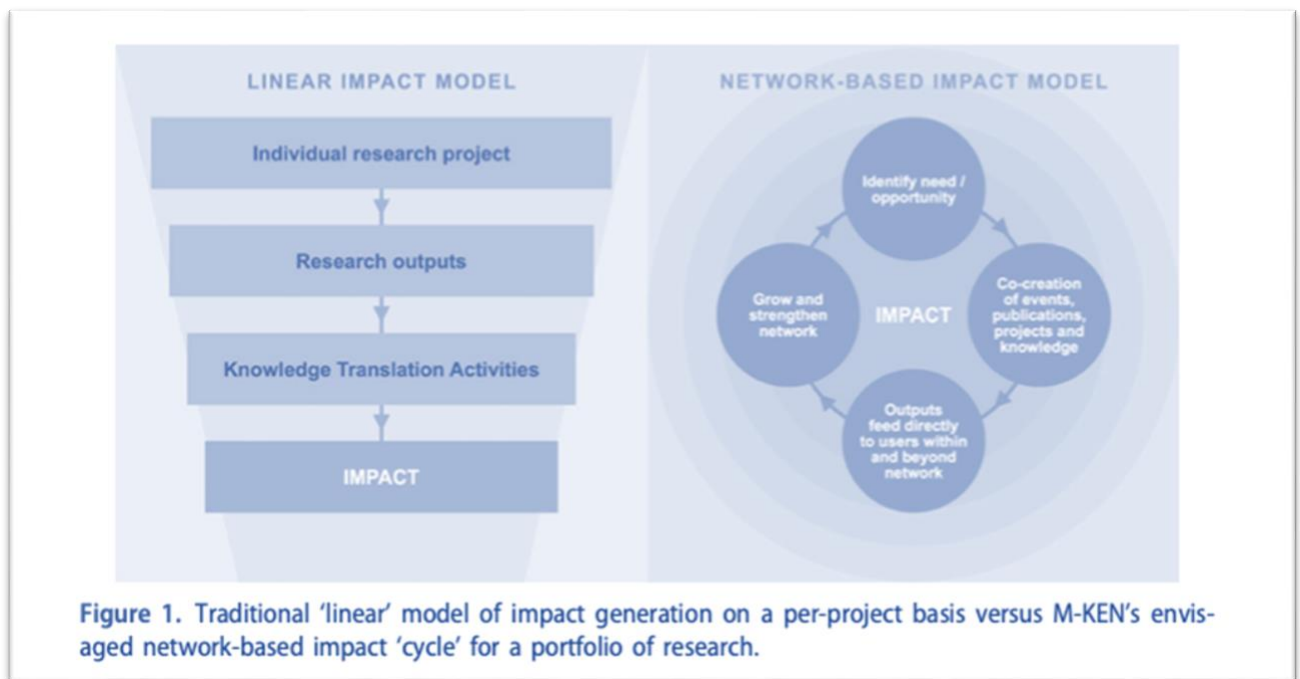 LINEAR IMPACT MODEL
Individual research project
Research outputs
Knowledge Translation Activities
IMPACT
NETWORK-BASED IMPACT MODEL
Identify need /
opportunity
Co-creation
of events,
publications,
projects and
knowledge
Outputs
feed directly
to users within
and beyond
network
Grow and
strengthen
network
IMPACT
Figure 1. Traditional ‘linear’ model of impact generation on a per-project basis versus M-KEN’s envis-
aged network-based impact ‘cycle’ for a portfolio of research.